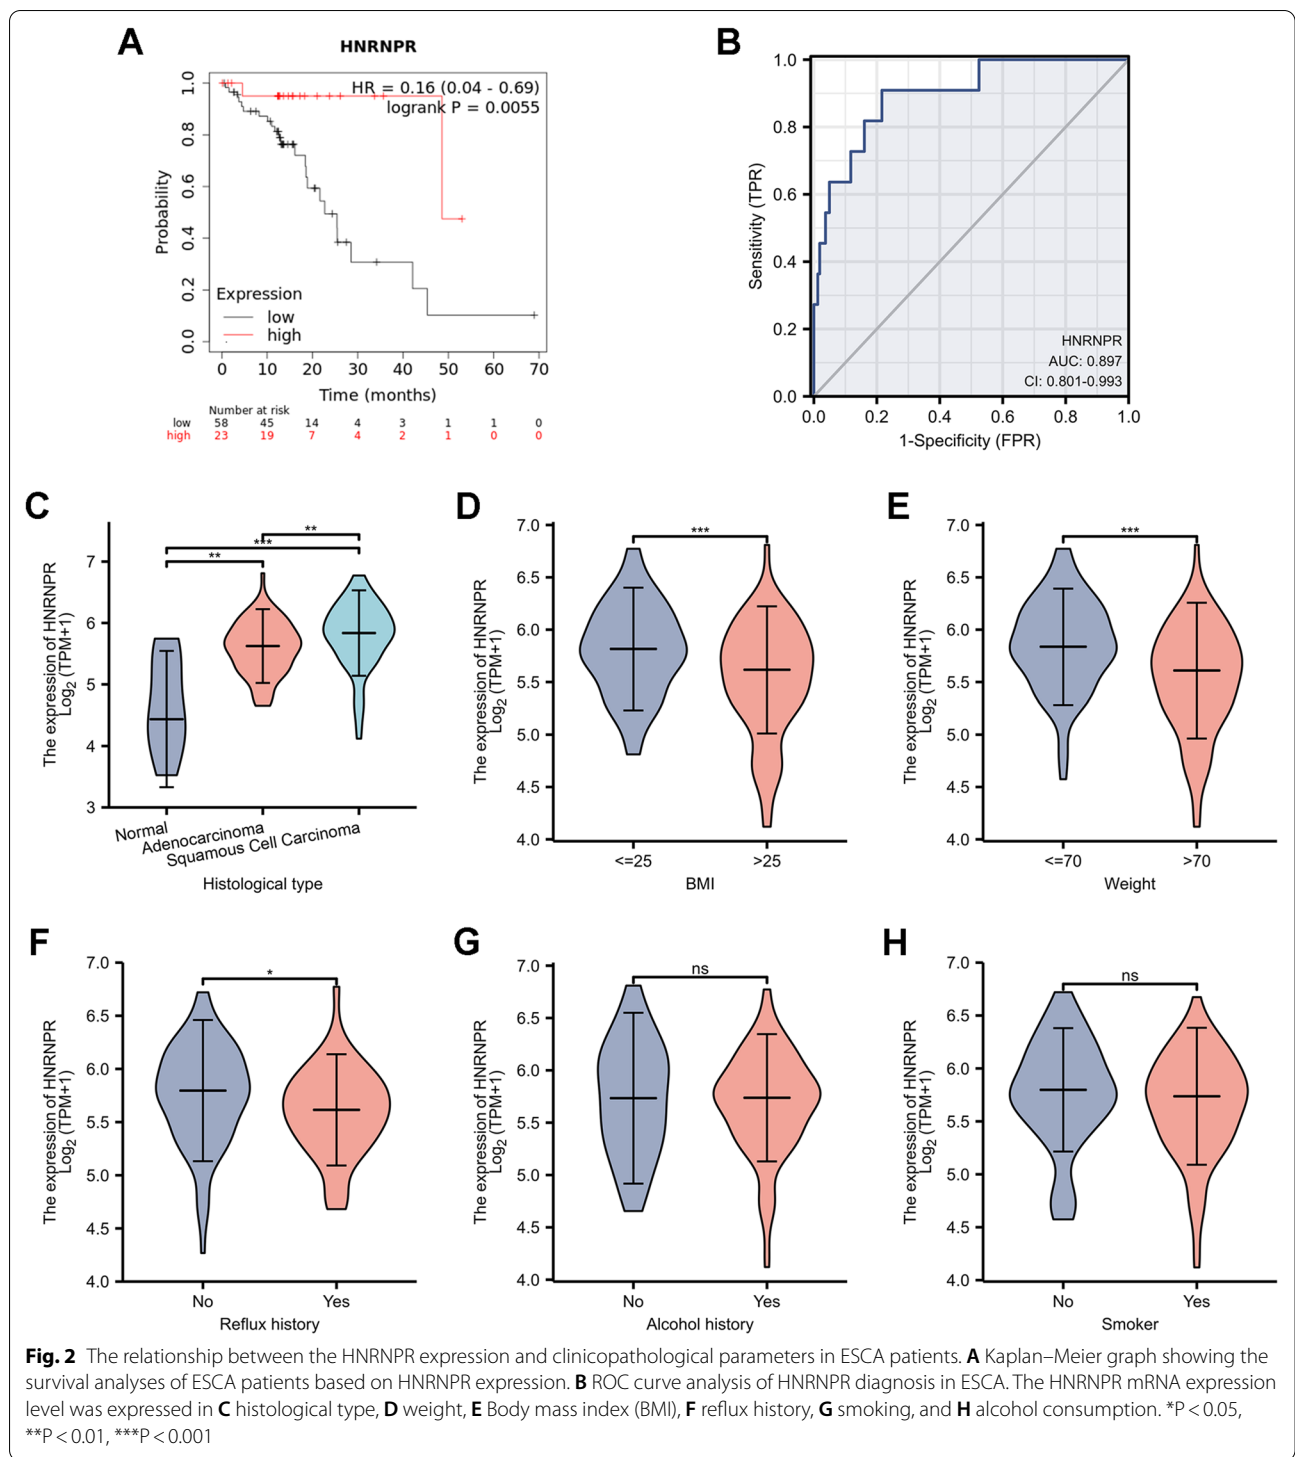 A
HNRNPR
HR = 0.16 (0.04 - 0.69)
logrank P = 0.0055
Probability
1.0
0.8
0.6
0.4
0.2
0.0
Expression
low
high
0 10 20 30 40 50 60 70
Time (months)
Number at risk
low 58 45 14 4 3 1 1 0
high 23 19 7 4 2 1 0 0
B
Sensitivity (TPR)
1.0
0.8
0.6
0.4
0.2
0.0
HNRNPR
AUC: 0.897
CI: 0.801-0.993
0.0 0.2 0.4 0.6 0.8 1.0
1-Specificity (FPR)
C
The expression of HNRNPR
Log2 (TPM+1)
7
6
5
4
3
**
***
**
Normal
Adenocarcinoma
Squamous Cell Carcinoma
Histological type
D
The expression of HNRNPR
Log2 (TPM+1)
7.0
6.5
6.0
5.5
5.0
4.5
4.0
***
<=25 >25
BMI
E
The expression of HNRNPR
Log2 (TPM+1)
7.0
6.5
6.0
5.5
5.0
4.5
4.0
***
<=70 >70
Weight
F
The expression of HNRNPR
Log2 (TPM+1)
7.0
6.5
6.0
5.5
5.0
4.5
4.0
*
No Yes
Reflux history
G
The expression of HNRNPR
Log2 (TPM+1)
7.0
6.5
6.0
5.5
5.0
4.5
4.0
ns
No Yes
Alcohol history
H
The expression of HNRNPR
Log2 (TPM+1)
7.0
6.5
6.0
5.5
5.0
4.5
4.0
ns
No Yes
Smoker
Fig. 2 The relationship between the HNRNPR expression and clinicopathological parameters in ESCA patients. A Kaplan–Meier graph showing the
survival analyses of ESCA patients based on HNRNPR expression. B ROC curve analysis of HNRNPR diagnosis in ESCA. The HNRNPR mRNA expression
level was expressed in C histological type, D weight, E Body mass index (BMI), F reflux history, G smoking, and H alcohol consumption. *P < 0.05,
**P < 0.01, ***P < 0.001